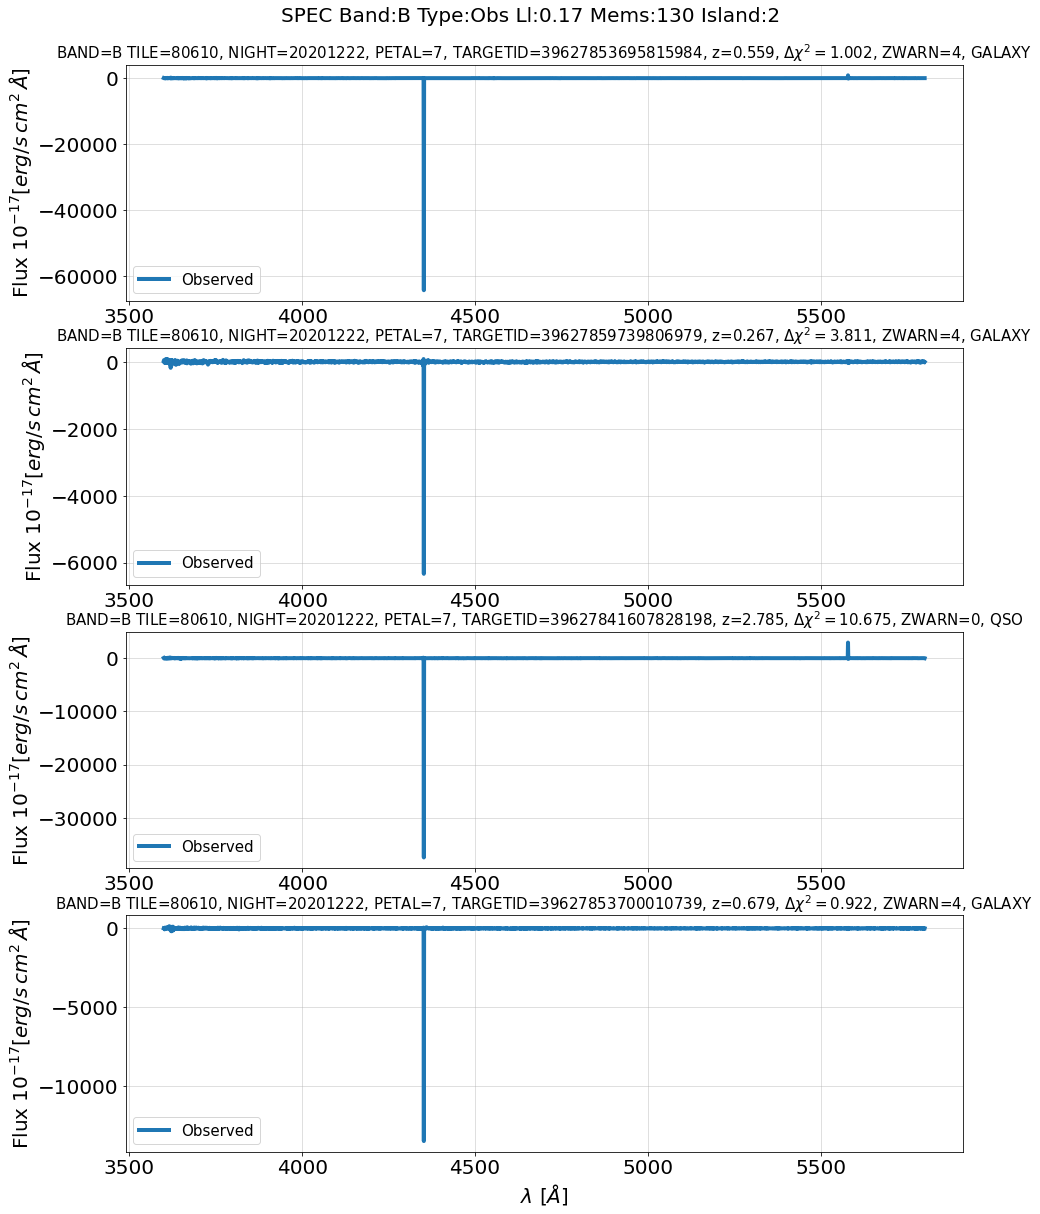 SPEC Band:B Type:Obs Ll:0.17 Mems:130 Island:2
BAND=B TILE=80610, NIGHT=20201222, PETAL=7, TARGETID=39627853695815984, z=0.559, Δχ² = 1.002, ZWARN=4, GALAXY
Flux 10⁻¹⁷[erg/s cm² Å]
0
−20000
−40000
−60000
Observed
3500 4000 4500 5000 5500
BAND=B TILE=80610, NIGHT=20201222, PETAL=7, TARGETID=39627859739806979, z=0.267, Δχ² = 3.811, ZWARN=4, GALAXY
Flux 10⁻¹⁷[erg/s cm² Å]
0
−2000
−4000
−6000
Observed
3500 4000 4500 5000 5500
BAND=B TILE=80610, NIGHT=20201222, PETAL=7, TARGETID=39627841607828198, z=2.785, Δχ² = 10.675, ZWARN=0, QSO
Flux 10⁻¹⁷[erg/s cm² Å]
0
−10000
−20000
−30000
Observed
3500 4000 4500 5000 5500
BAND=B TILE=80610, NIGHT=20201222, PETAL=7, TARGETID=39627853700010739, z=0.679, Δχ² = 0.922, ZWARN=4, GALAXY
Flux 10⁻¹⁷[erg/s cm² Å]
0
−5000
−10000
Observed
3500 4000 4500 5000 5500
λ [Å]